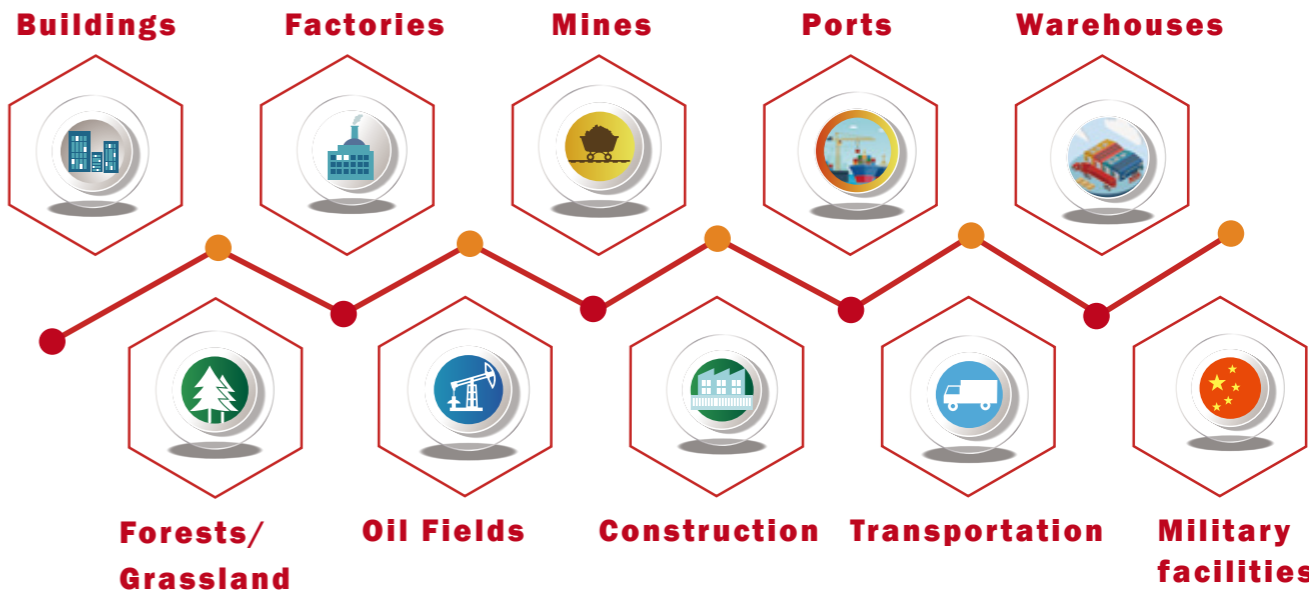 Buildings
Factories
Mines
Ports
Warehouses
Forests/
Grassland
Oil Fields
Construction
Transportation
Military
facilities